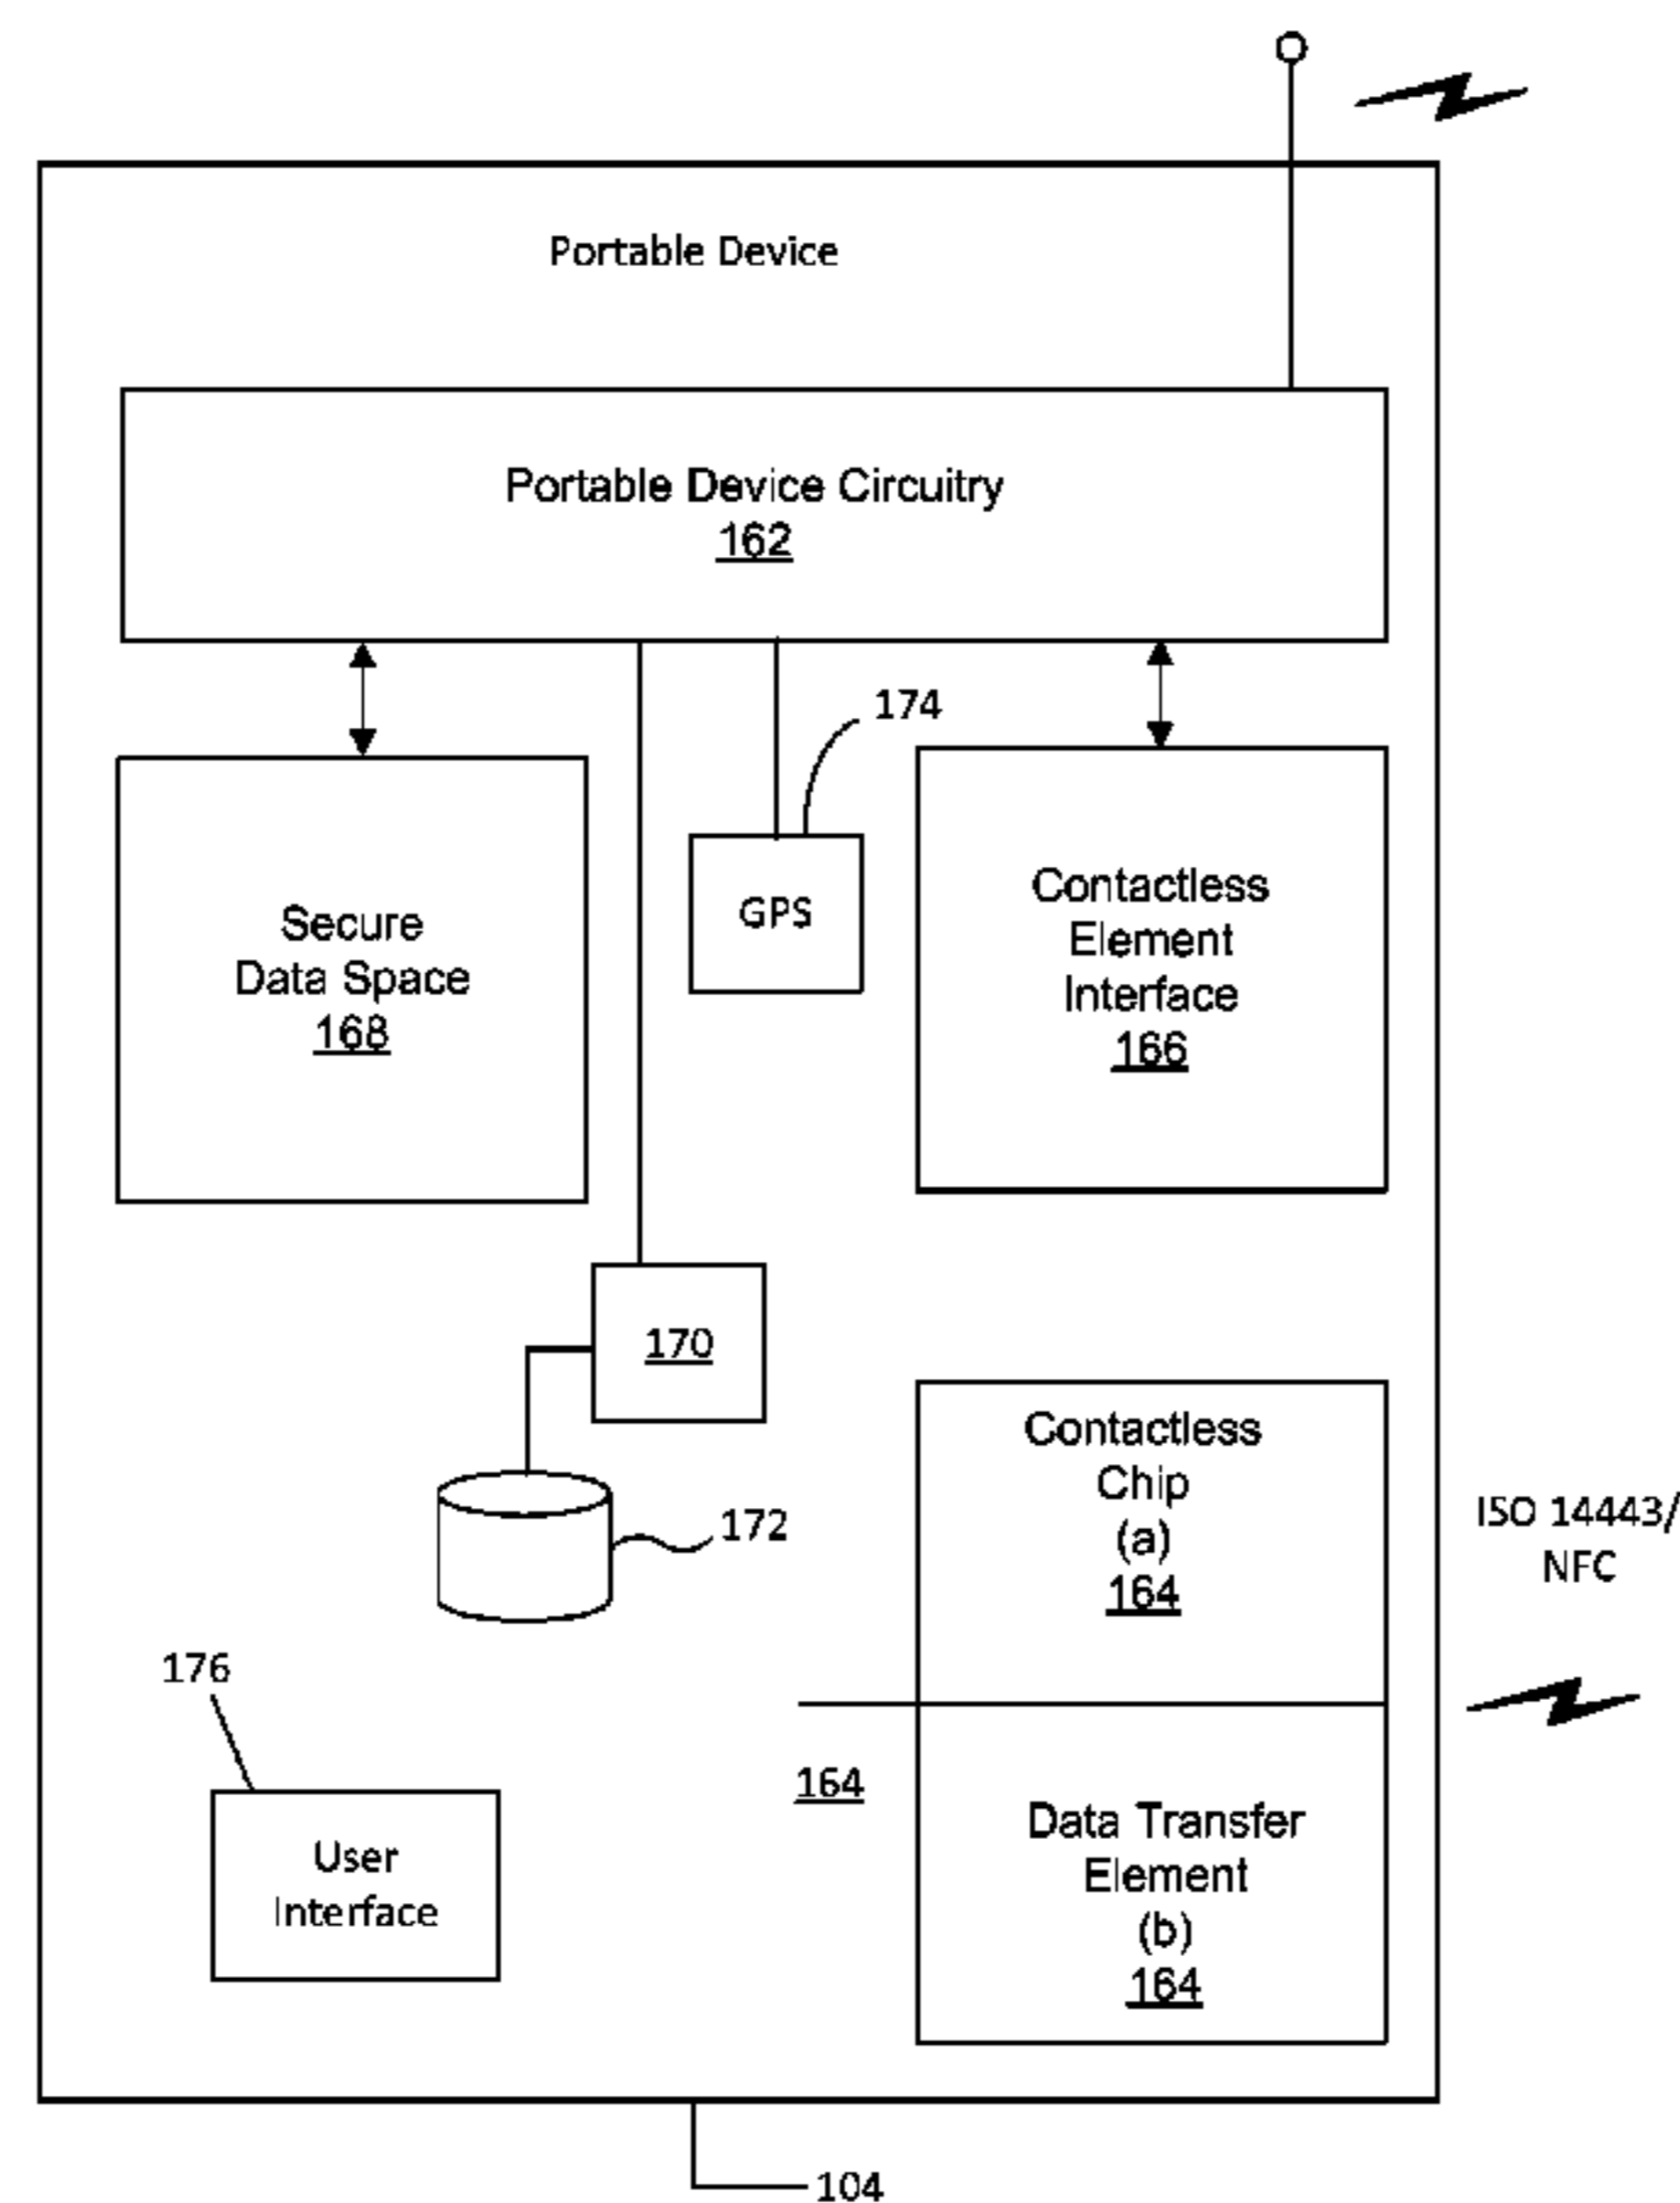 Portable Device
Portable Device Circuitry
162
174
Secure
Data Space
168
GPS
Contactless
Element
Interface
166
170
172
Contactless
Chip
(a)
164
ISO 14443/
NFC
176
User
Interface
164
Data Transfer
Element
(b)
164
104